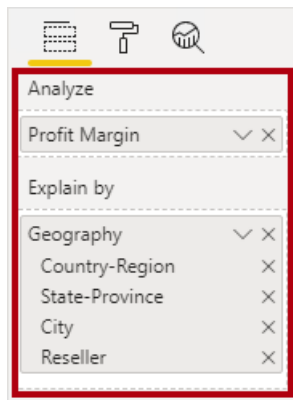 Analyze
Profit Margin
Explain by
Geography
Country-Region
State-Province
City
Reseller